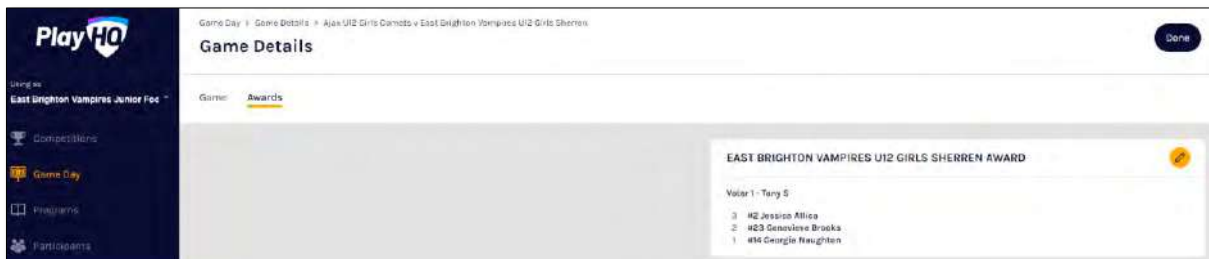 PlayHQ
Using as
East Brighton Vampires Junior Foo
Competitions
Game Day
Programs
Participants
Game Day > Game Details > Ajax U12 Girls Comets v East Brighton Vampires U12 Girls Sherren
Game Details
Done
Game Awards
EAST BRIGHTON VAMPIRES U12 GIRLS SHERREN AWARD
Voter 1 - Tony S
3 #2 Jessica Allica
2 #23 Genevieve Brooks
1 #14 Georgie Naughton